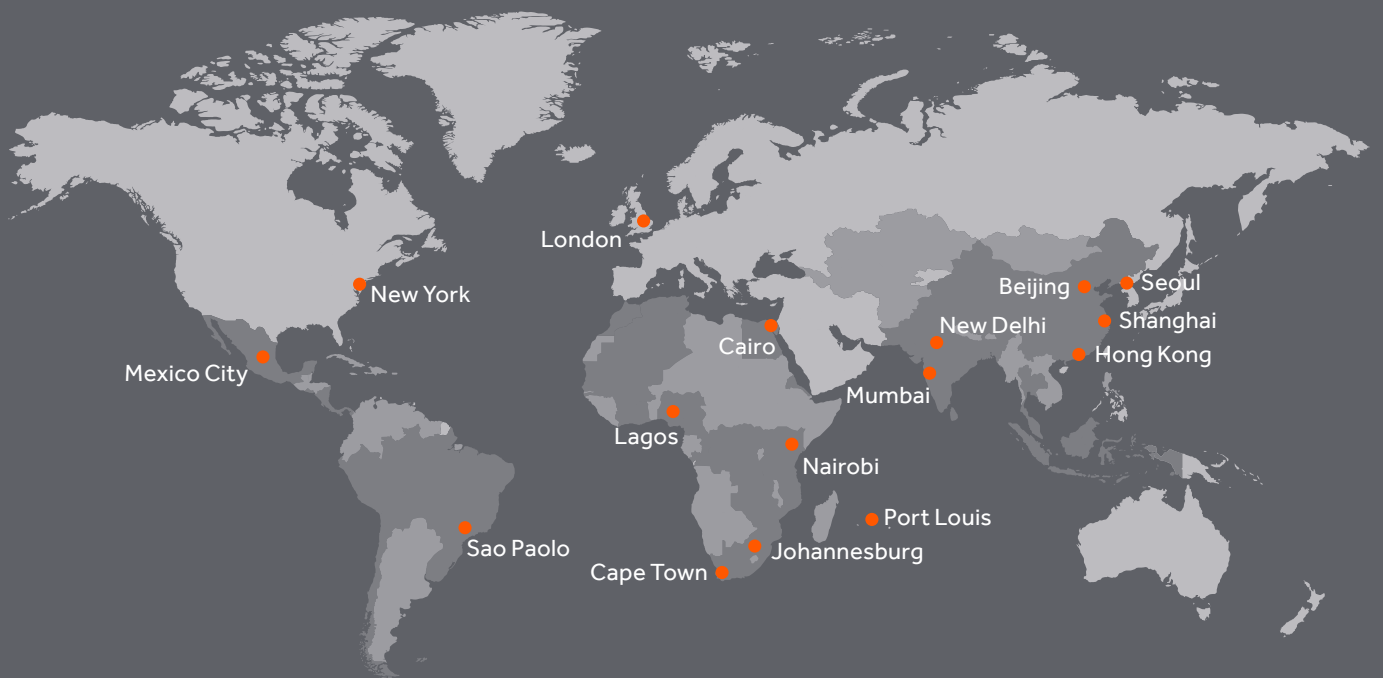 London
New York
Beijing
Seoul
Shanghai
New Delhi
Cairo
Hong Kong
Mexico City
Mumbai
Lagos
Nairobi
Port Louis
Sao Paolo
Johannesburg
Cape Town